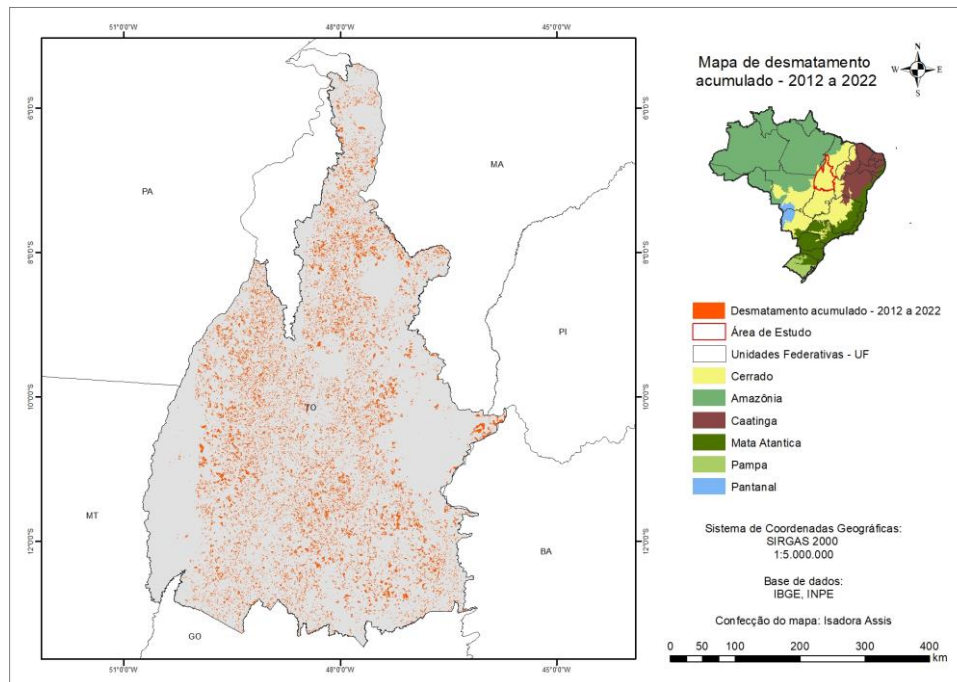 51°0'0"W
48°0'0"W
45°0'0"W
6°0'0"S
8°0'0"S
10°0'0"S
12°0'0"S
PA
MA
PI
TO
MT
BA
GO
6°0'0"S
8°0'0"S
10°0'0"S
12°0'0"S
51°0'0"W
48°0'0"W
45°0'0"W
Mapa de desmatamento
acumulado - 2012 a 2022
N
W E
S
Desmatamento acumulado - 2012 a 2022
Área de Estudo
Unidades Federativas - UF
Cerrado
Amazônia
Caatinga
Mata Atantica
Pampa
Pantanal
Sistema de Coordenadas Geográficas:
SIRGAS 2000
1:5.000.000
Base de dados:
IBGE, INPE
Confecção do mapa: Isadora Assis
0 50 100 200 300 400
km